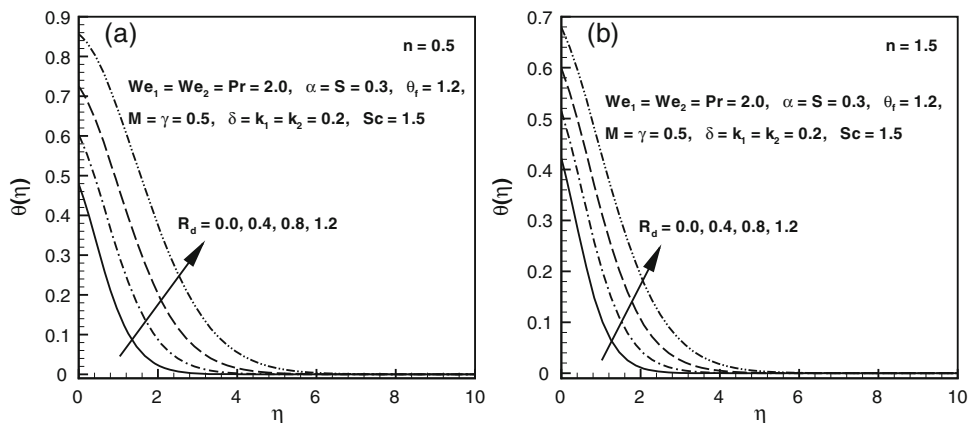 (a)
n = 0.5
We₁ = We₂ = Pr = 2.0, α = S = 0.3, θ_f = 1.2,
M = γ = 0.5, δ = k₁ = k₂ = 0.2, Sc = 1.5
R_d = 0.0, 0.4, 0.8, 1.2
θ(η)
0.9
0.8
0.7
0.6
0.5
0.4
0.3
0.2
0.1
0
0 2 4 6 8 10
η
(b)
n = 1.5
We₁ = We₂ = Pr = 2.0, α = S = 0.3, θ_f = 1.2,
M = γ = 0.5, δ = k₁ = k₂ = 0.2, Sc = 1.5
R_d = 0.0, 0.4, 0.8, 1.2
θ(η)
0.7
0.6
0.5
0.4
0.3
0.2
0.1
0
0 2 4 6 8 10
η